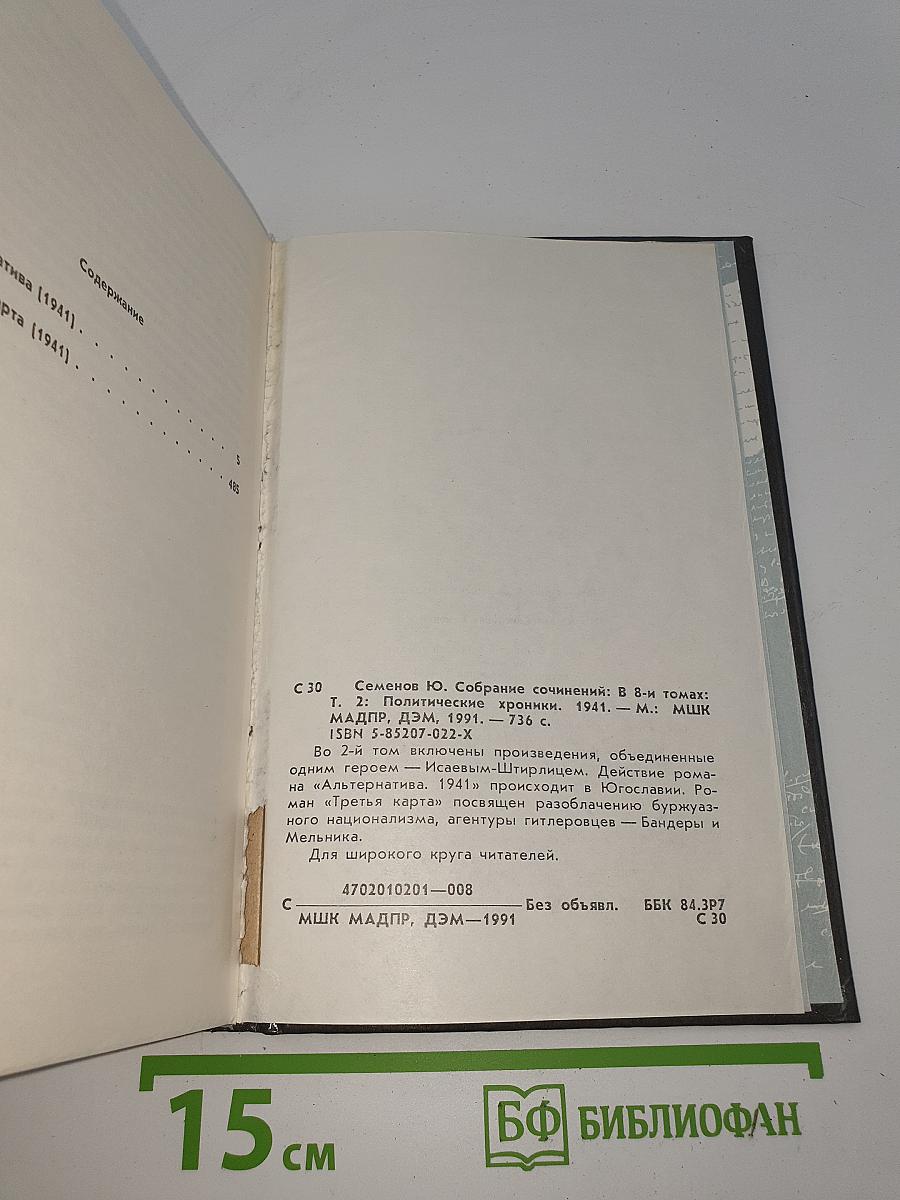 Содержание
(1941)
5
(1941)
485
С 30 Семенов Ю. Собрание сочинений: В 8-и томах:
Т. 2: Политические хроники. 1941. — М.: МШК
МАДПР, ДЭМ, 1991. — 736 с.
ISBN 5-85207-022-X
Во 2-й том включены произведения, объединенные
одним героем — Исаевым-Штирлицем. Действие рома-
на «Альтернатива. 1941» происходит в Югославии. Ро-
ман «Третья карта» посвящен разоблачению буржуаз-
ного национализма, агентуры гитлеровцев — Бандеры и
Мельника.
Для широкого круга читателей.
4702010201—008
С Без объявл. ББК 84.3Р7
МШК МАДПР, ДЭМ—1991 С 30
15 см
БФ БИБЛИОФАН